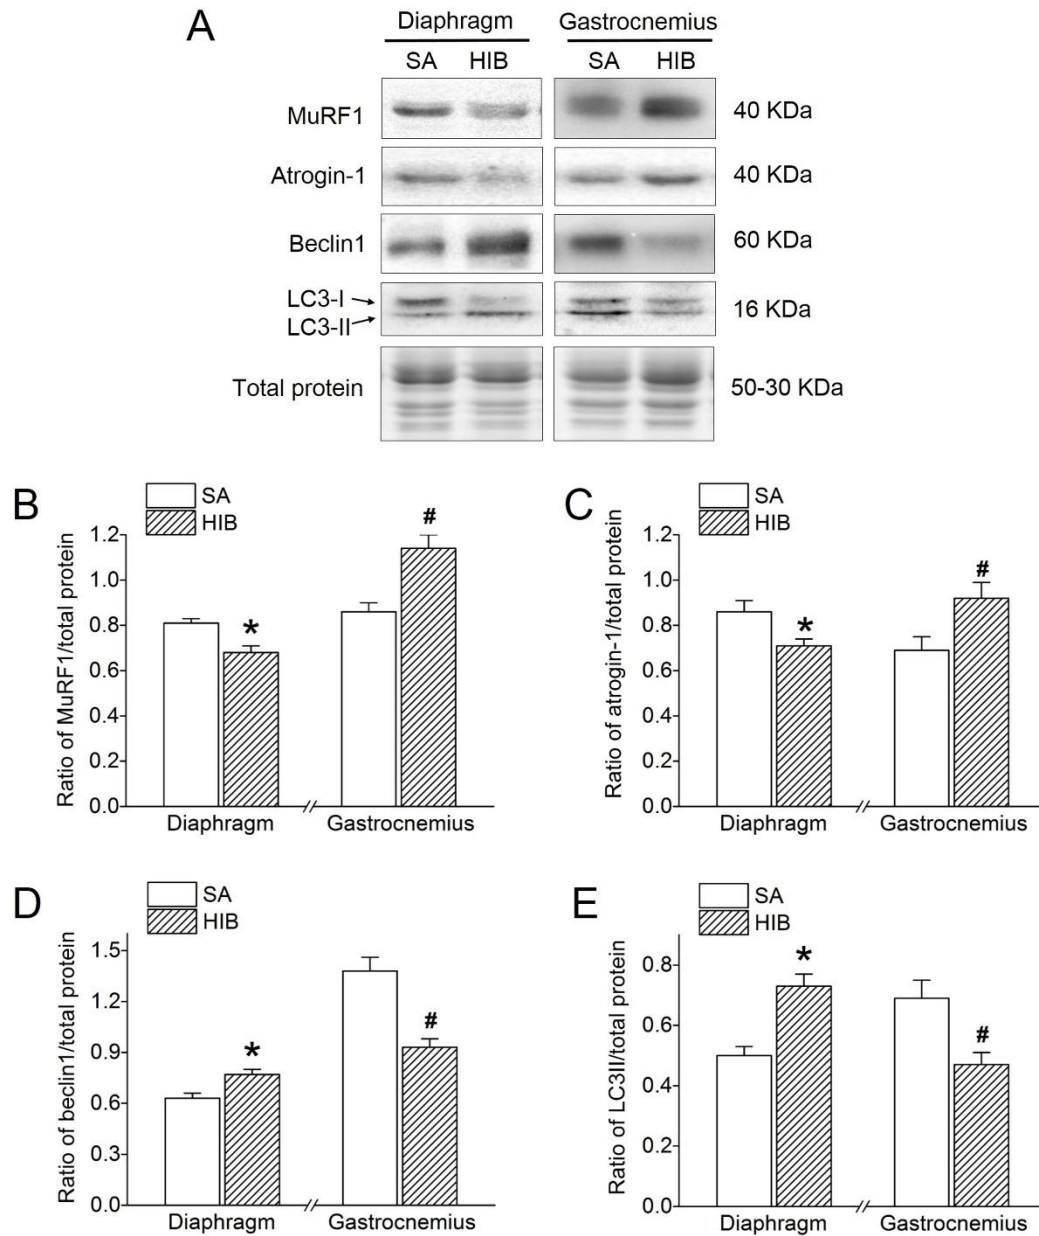 A
Diaphragm Gastrocnemius
SA HIB SA HIB
MuRF1 40 KDa
Atrogin-1 40 KDa
Beclin1 60 KDa
LC3-I
LC3-II 16 KDa
Total protein 50-30 KDa
B
SA
HIB
Ratio of MuRF1/total protein
1.2
1.0
0.8
0.6
0.4
0.2
0.0
*
#
Diaphragm Gastrocnemius
C
SA
HIB
Ratio of atrogin-1/total protein
1.2
1.0
0.8
0.6
0.4
0.2
0.0
*
#
Diaphragm Gastrocnemius
D
SA
HIB
Ratio of beclin1/total protein
1.5
1.2
0.9
0.6
0.3
0.0
*
#
Diaphragm Gastrocnemius
E
SA
HIB
Ratio of LC3II/total protein
0.8
0.6
0.4
0.2
0.0
*
#
Diaphragm Gastrocnemius